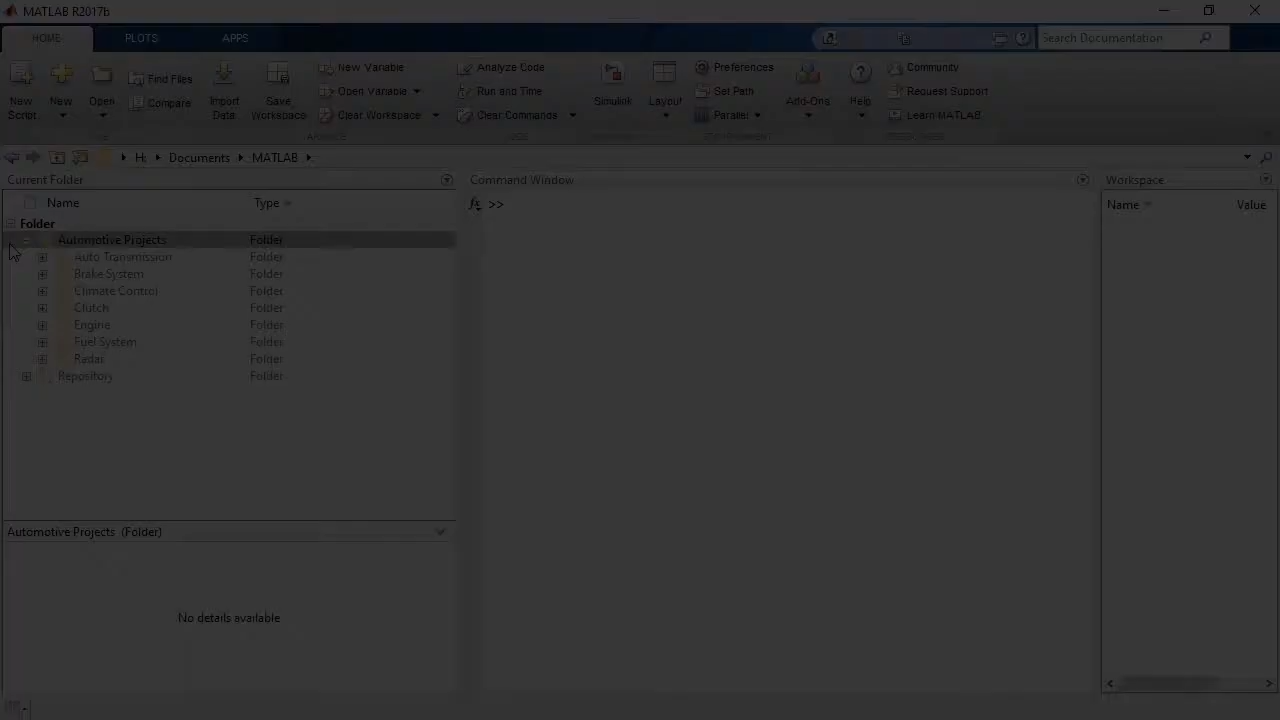 MATLAB R2017b
HOME PLOTS APPS Search Documentation
New Script New Open Find Files Compare Import Data Save Workspace New Variable Open Variable Clear Workspace Analyze Code Run and Time Clear Commands Simulink Layout Preferences Set Path Parallel Add-Ons Help Community Request Support Learn MATLAB
H: Documents MATLAB
Current Folder Command Window Workspace
Name Type fx >> Name Value
Folder
Automotive Projects Folder
Auto Transmission Folder
Brake System Folder
Climate Control Folder
Clutch Folder
Engine Folder
Fuel System Folder
Radar Folder
Repository Folder
Automotive Projects (Folder)
No details available